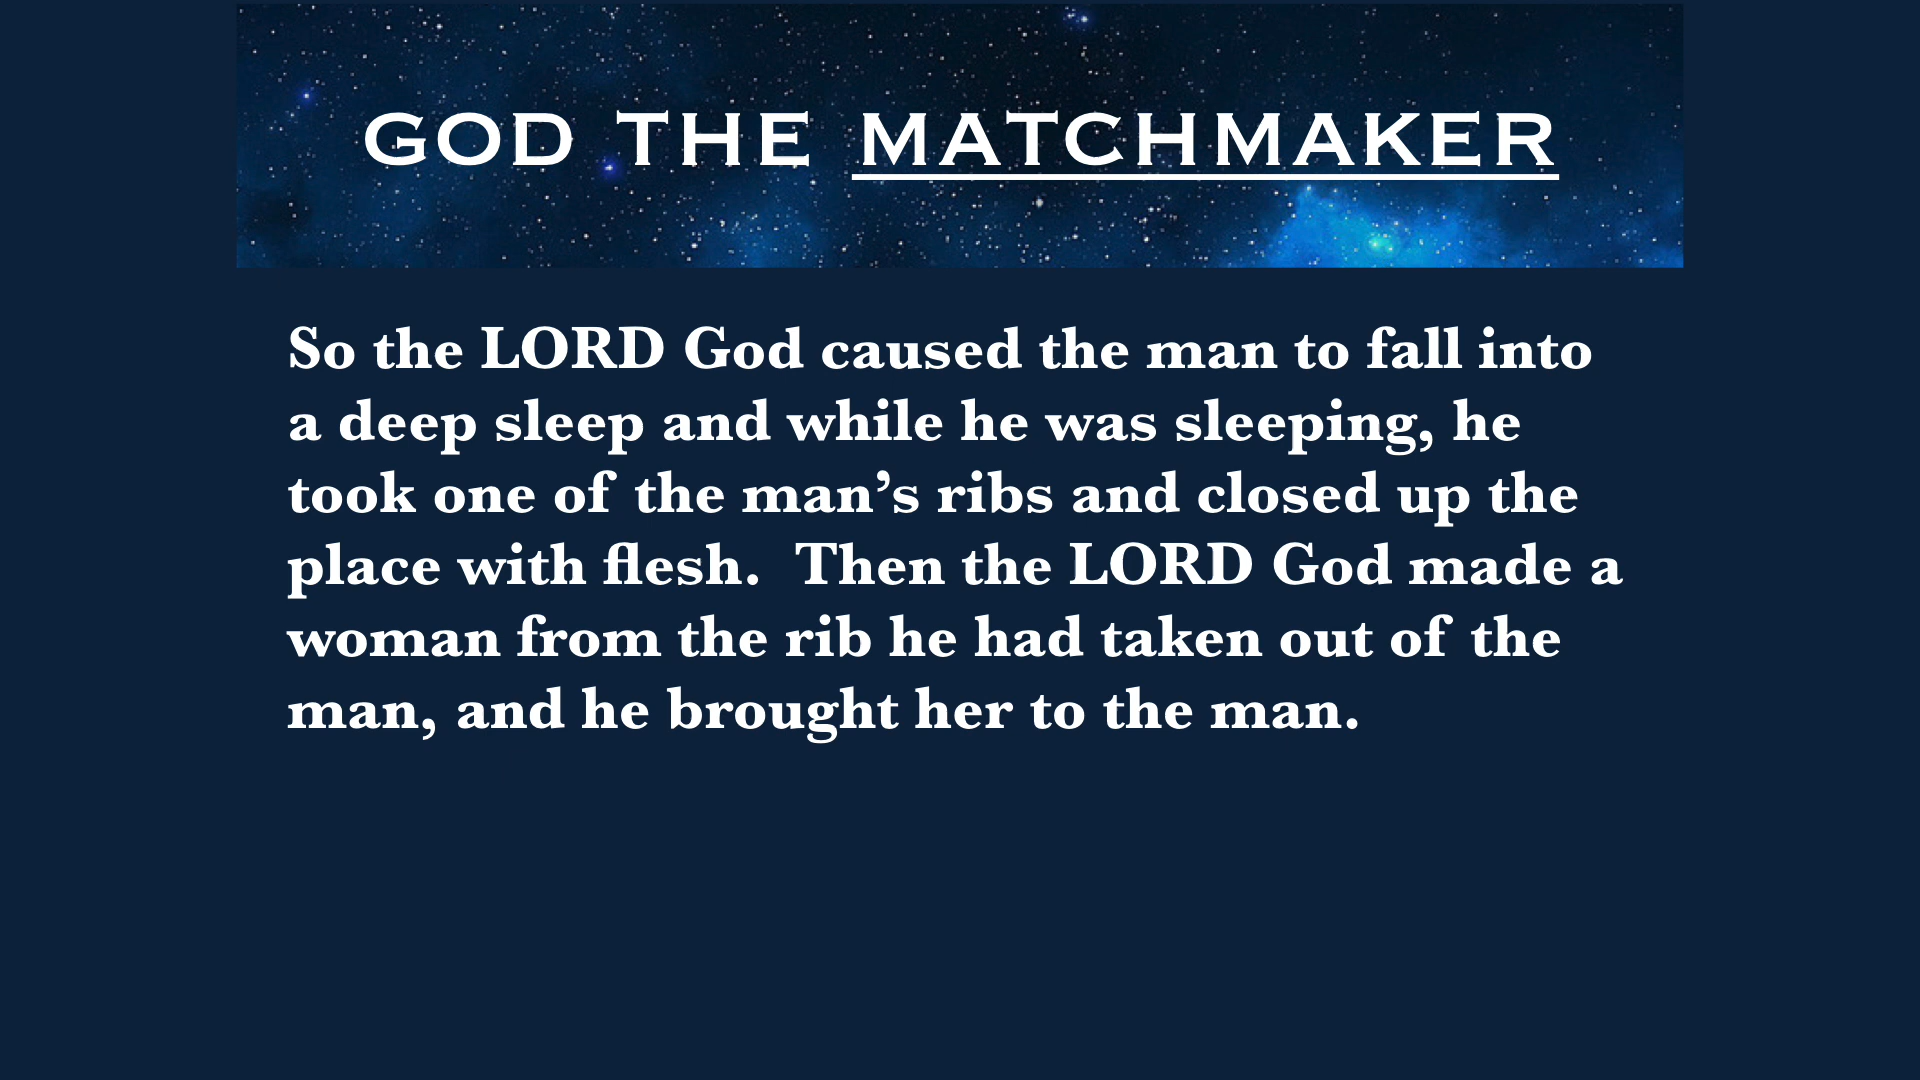 GOD THE MATCHMAKER
So the LORD God caused the man to fall into
a deep sleep and while he was sleeping, he
took one of the man’s ribs and closed up the
place with flesh.  Then the LORD God made a
woman from the rib he had taken out of the
man, and he brought her to the man.